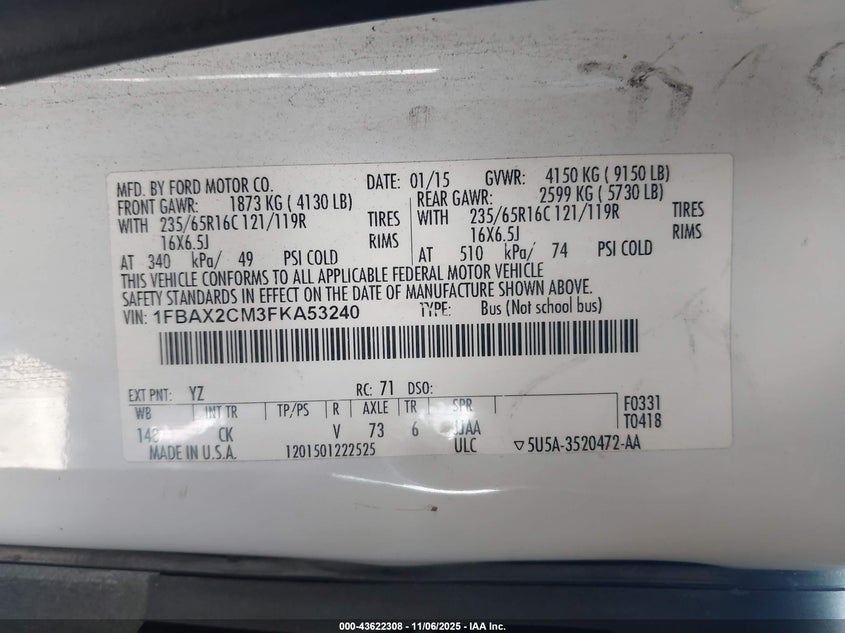 MFD. BY FORD MOTOR CO. DATE: 01/15 GVWR: 4150 KG ( 9150 LB)
FRONT GAWR: 1873 KG ( 4130 LB) REAR GAWR: 2599 KG ( 5730 LB)
WITH 235/65R16C 121/119R TIRES WITH 235/65R16C 121/119R TIRES
16X6.5J RIMS 16X6.5J RIMS
AT 340 kPa/ 49 PSI COLD AT 510 kPa/ 74 PSI COLD
THIS VEHICLE CONFORMS TO ALL APPLICABLE FEDERAL MOTOR VEHICLE
SAFETY STANDARDS IN EFFECT ON THE DATE OF MANUFACTURE SHOWN ABOVE.
VIN: 1FBAX2CM3FKA53240 TYPE: Bus (Not school bus)
EXT PNT: YZ RC: 71 DSO:
WB INT TR TP/PS R AXLE TR SPR F0331
CK V 73 6 JJAA T0418
MADE IN U.S.A. 1201501222525 ULC ▽5U5A-3520472-AA
000-43622308 - 11/06/2025 - IAA Inc.